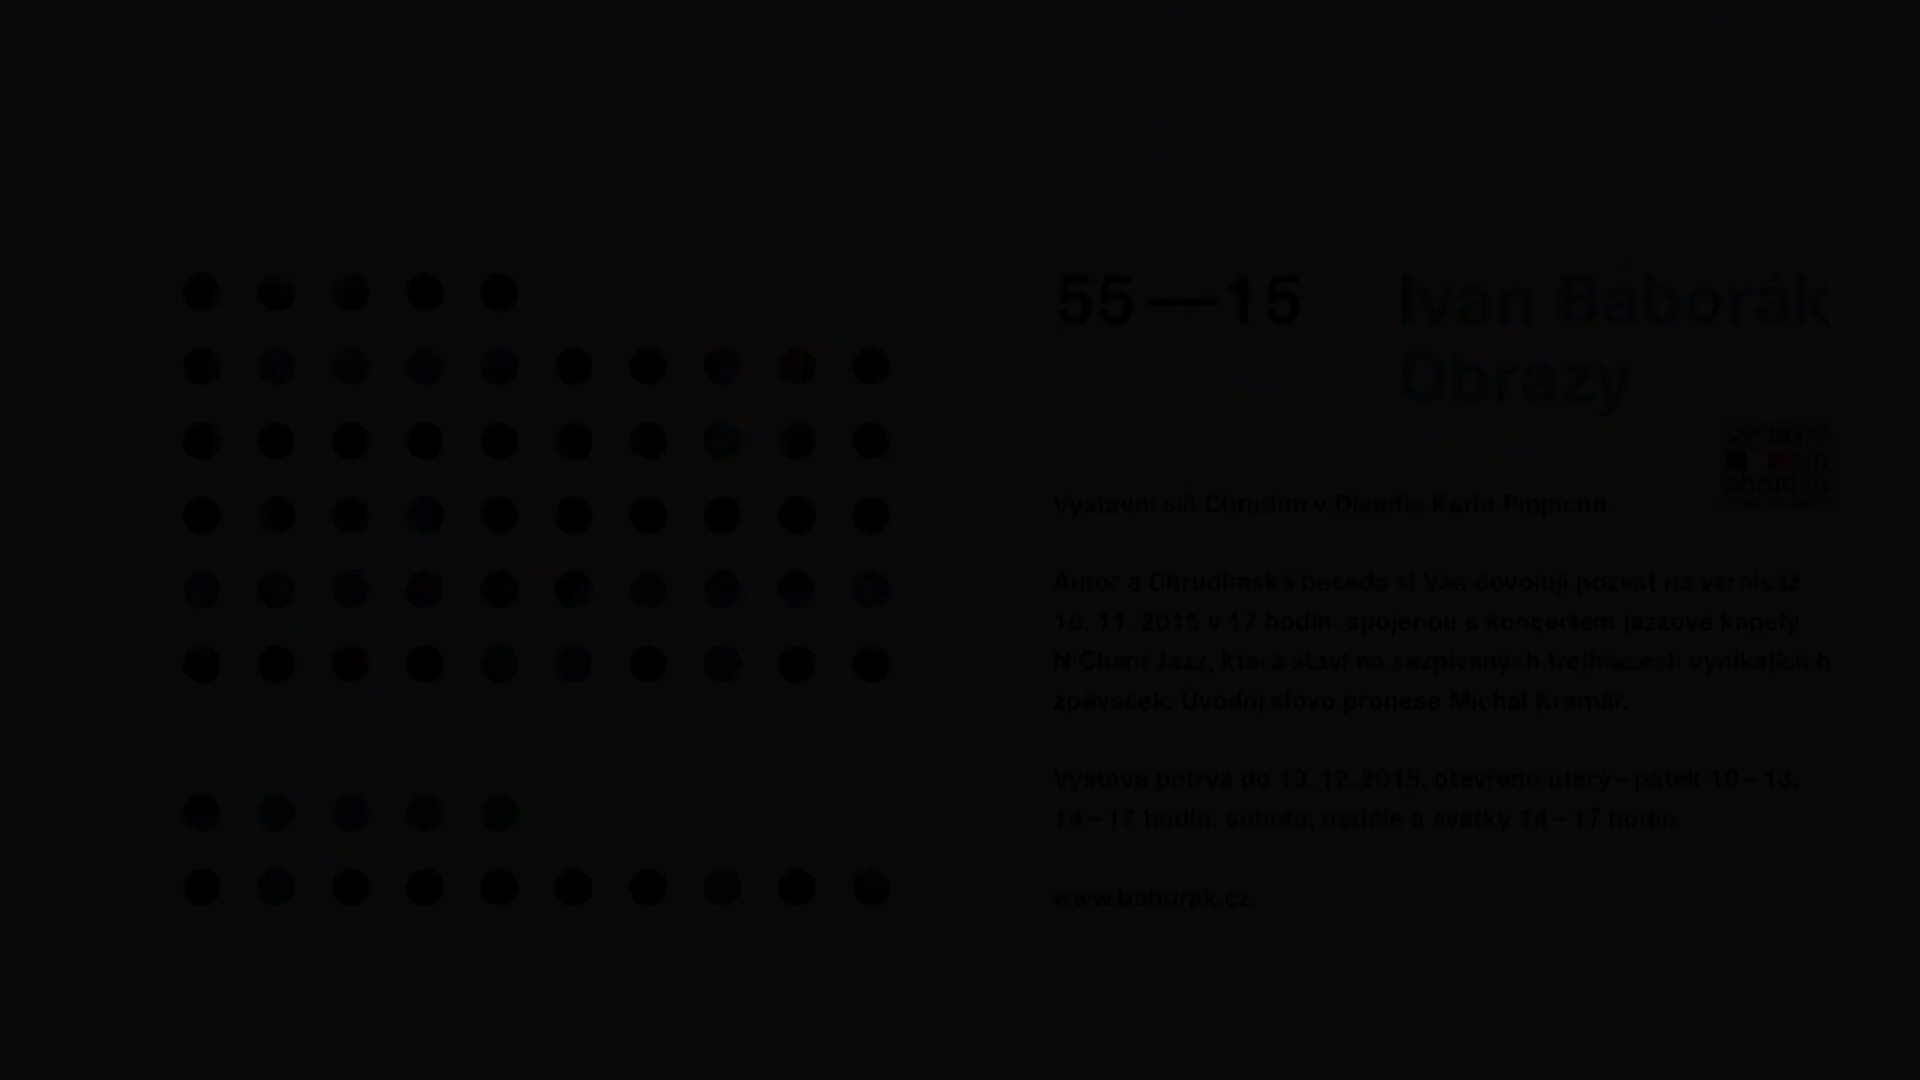 55—15
Ivan Baborák
Obrazy
výstavní
síň
chrudim
Výstavní síň Chrudim v Divadle Karla Pippicha.
Autor a Chrudimská beseda si Vás dovolují pozvat na vernisáž
16. 11. 2015 v 17 hodin, spojenou s koncertem jazzové kapely
N'Chant Jazz, která staví na sezpívaných trojhlasech vynikajících
zpěvaček. Úvodní slovo pronese Michal Kramář.
Výstava potrvá do 13. 12. 2015, otevřeno úterý – pátek 10 – 13,
14 – 17 hodin, sobota, neděle a svátky 14 – 17 hodin.
www.baborak.cz